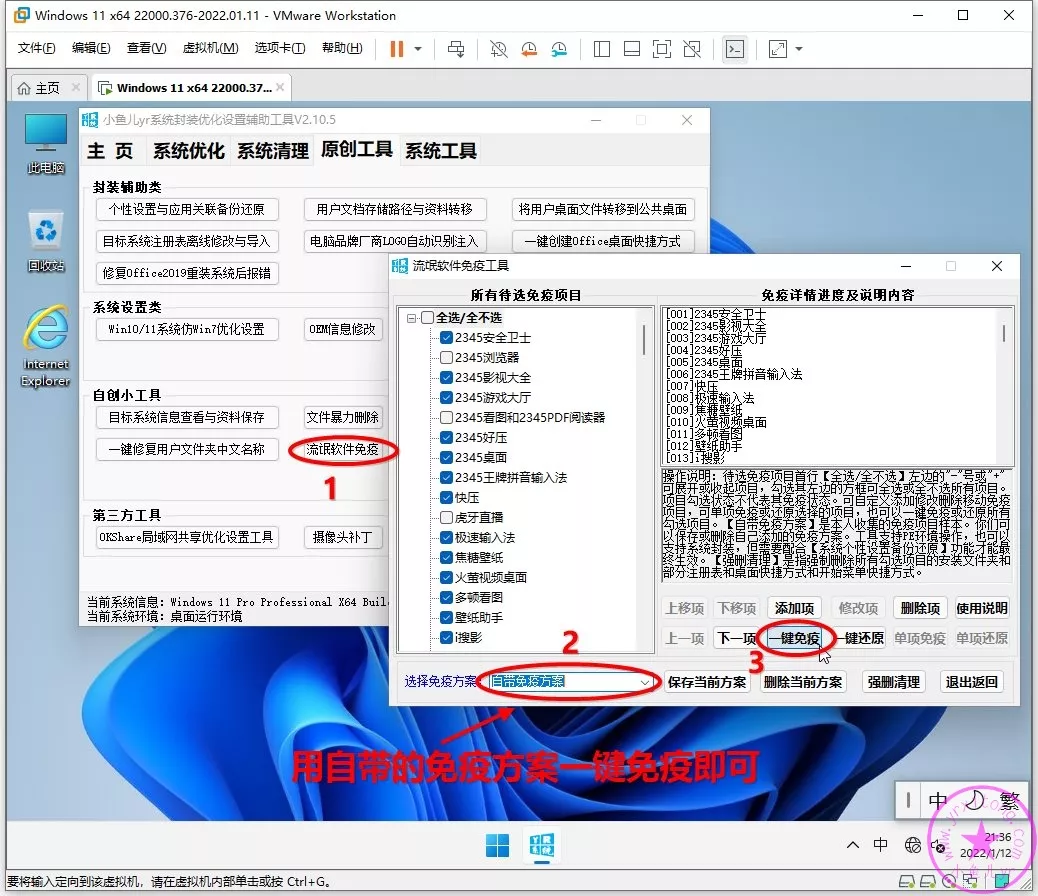 Windows 11 x64 22000.376-2022.01.11 - VMware Workstation
文件(F) 编辑(E) 查看(V) 虚拟机(M) 选项卡(T) 帮助(H)
主页 Windows 11 x64 22000.37...
此电脑
回收站
Internet Explorer
小鱼儿yr系统封装优化设置辅助工具V2.10.5
主 页 系统优化 系统清理 原创工具 系统工具
封装辅助类
个性设置与应用关联备份还原 用户文档存储路径与资料转移 将用户桌面文件转移到公共桌面
目标系统注册表离线修改与导入 电脑品牌厂商LOGO自动识别注入 一键创建Office桌面快捷方式
修复Office2019重装系统后报错
系统设置类
Win10/11系统仿Win7优化设置 OEM信息修改
自创小工具
目标系统信息查看与资料保存 文件暴力删除
一键修复用户文件夹中文名称 流氓软件免疫
1
第三方工具
OKShare局域网共享优化设置工具 摄像头补丁
当前系统信息: Windows 11 Pro Professional X64 Buil
当前系统环境: 桌面运行环境
流氓软件免疫工具
所有待选免疫项目
全选/全不选
2345安全卫士
2345浏览器
2345影视大全
2345游戏大厅
2345看图和2345PDF阅读器
2345好压
2345桌面
2345王牌拼音输入法
快压
虎牙直播
极速输入法
焦糖壁纸
火萤视频桌面
多顿看图
壁纸助手
i搜影
免疫详情进度及说明内容
[001]2345安全卫士
[002]2345影视大全
[003]2345游戏大厅
[004]2345好压
[005]2345桌面
[006]2345王牌拼音输入法
[007]快压
[008]极速输入法
[009]焦糖壁纸
[010]火萤视频桌面
[011]多顿看图
[012]壁纸助手
[013]i搜影
操作说明: 待选免疫项目首行【全选/全不选】左边的"-"号或"+"
可展开或收起项目, 勾选其左边的方框可全选或全不选所有项目。
项目勾选状态不代表其免疫状态。可自定义添加修改删除移动免疫
项目, 可单项免疫或还原选择的项目, 也可以一键免疫或还原所有
勾选项目。【自带免疫方案】是本人收集的免疫项目样本。你们可
以保存或删除自己添加的免疫方案。工具支持PE环境操作, 也可以
支持系统封装, 但需要配合【系统个性设置备份还原】功能才能最
终生效。【强删清理】是指强制删除所有勾选项目的安装文件夹和
部分注册表和桌面快捷方式和开始菜单快捷方式。
上移项 下移项 添加项 修改项 删除项 使用说明
上一项 下一项 一键免疫 一键还原 单项免疫 单项还原
2
3
选择免疫方案: 自带免疫方案 保存当前方案 删除当前方案 强删清理 退出返回
用自带的免疫方案一键免疫即可
中 繁
中
21:36
2022/1/12
www.yrxitong.com
小鱼儿yr
要将输入定向到该虚拟机，请在虚拟机内部单击或按 Ctrl+G。